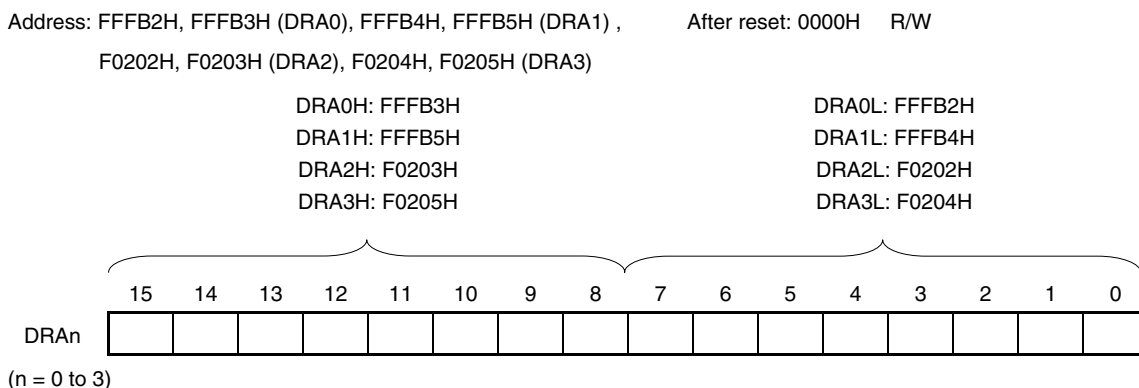 Address: FFFB2H, FFFB3H (DRA0), FFFB4H, FFFB5H (DRA1) , After reset: 0000H R/W
F0202H, F0203H (DRA2), F0204H, F0205H (DRA3)
DRA0H: FFFB3H DRA0L: FFFB2H
DRA1H: FFFB5H DRA1L: FFFB4H
DRA2H: F0203H DRA2L: F0202H
DRA3H: F0205H DRA3L: F0204H
15 14 13 12 11 10 9 8 7 6 5 4 3 2 1 0
DRAn
(n = 0 to 3)